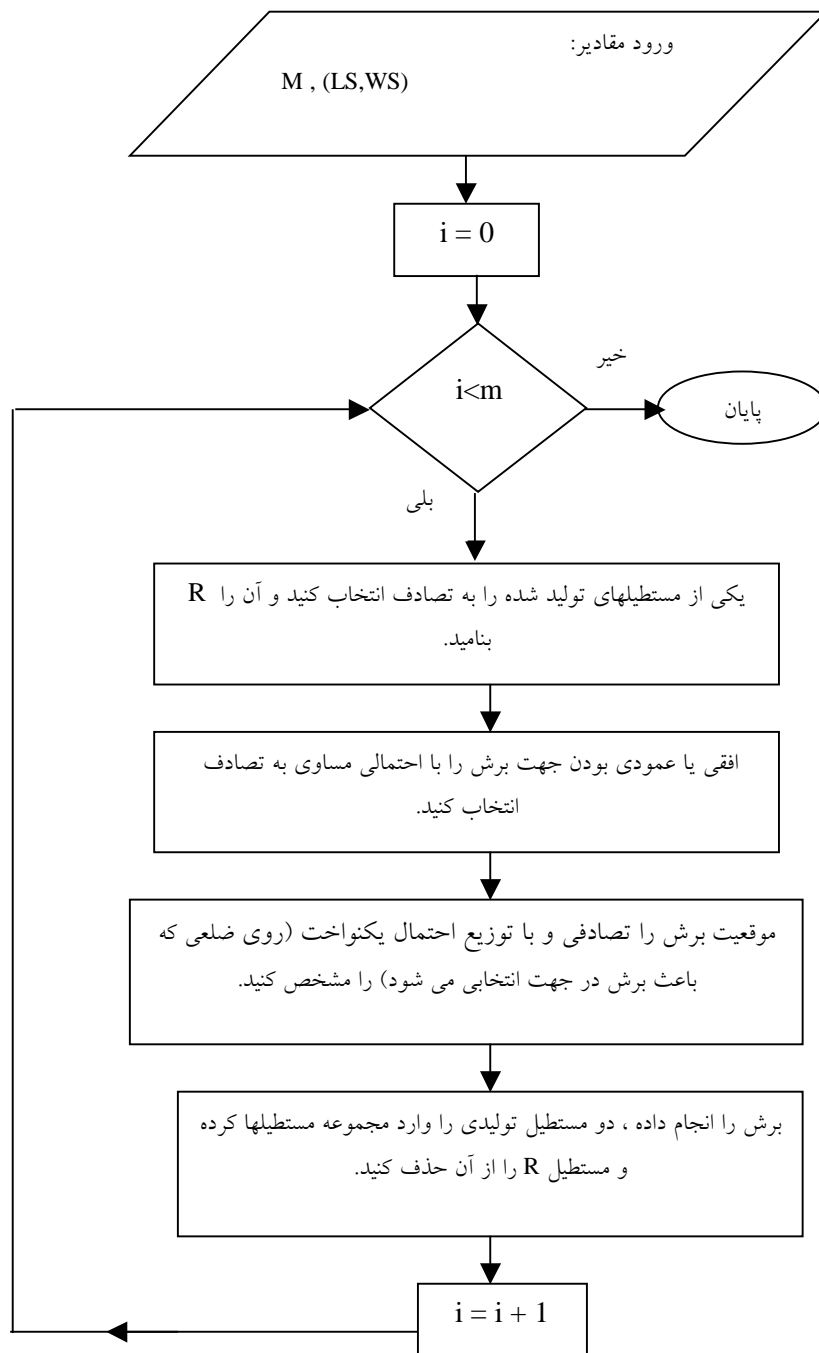 ورود مقادیر:
M , (LS,WS)
i = 0
i<m
خیر
پایان
بلی
یکی از مستطیلهای تولید شده را به تصادف انتخاب کنید و آن را R
بنامید.
افقی یا عمودی بودن جهت برش را با احتمالی مساوی به تصادف
انتخاب کنید.
موقعیت برش را تصادفی و با توزیع احتمال یکنواخت (روی ضلعی که
باعث برش در جهت انتخابی می شود) را مشخص کنید.
برش را انجام داده ، دو مستطیل تولیدی را وارد مجموعه مستطیلها کرده
و مستطیل R را از آن حذف کنید.
i = i + 1